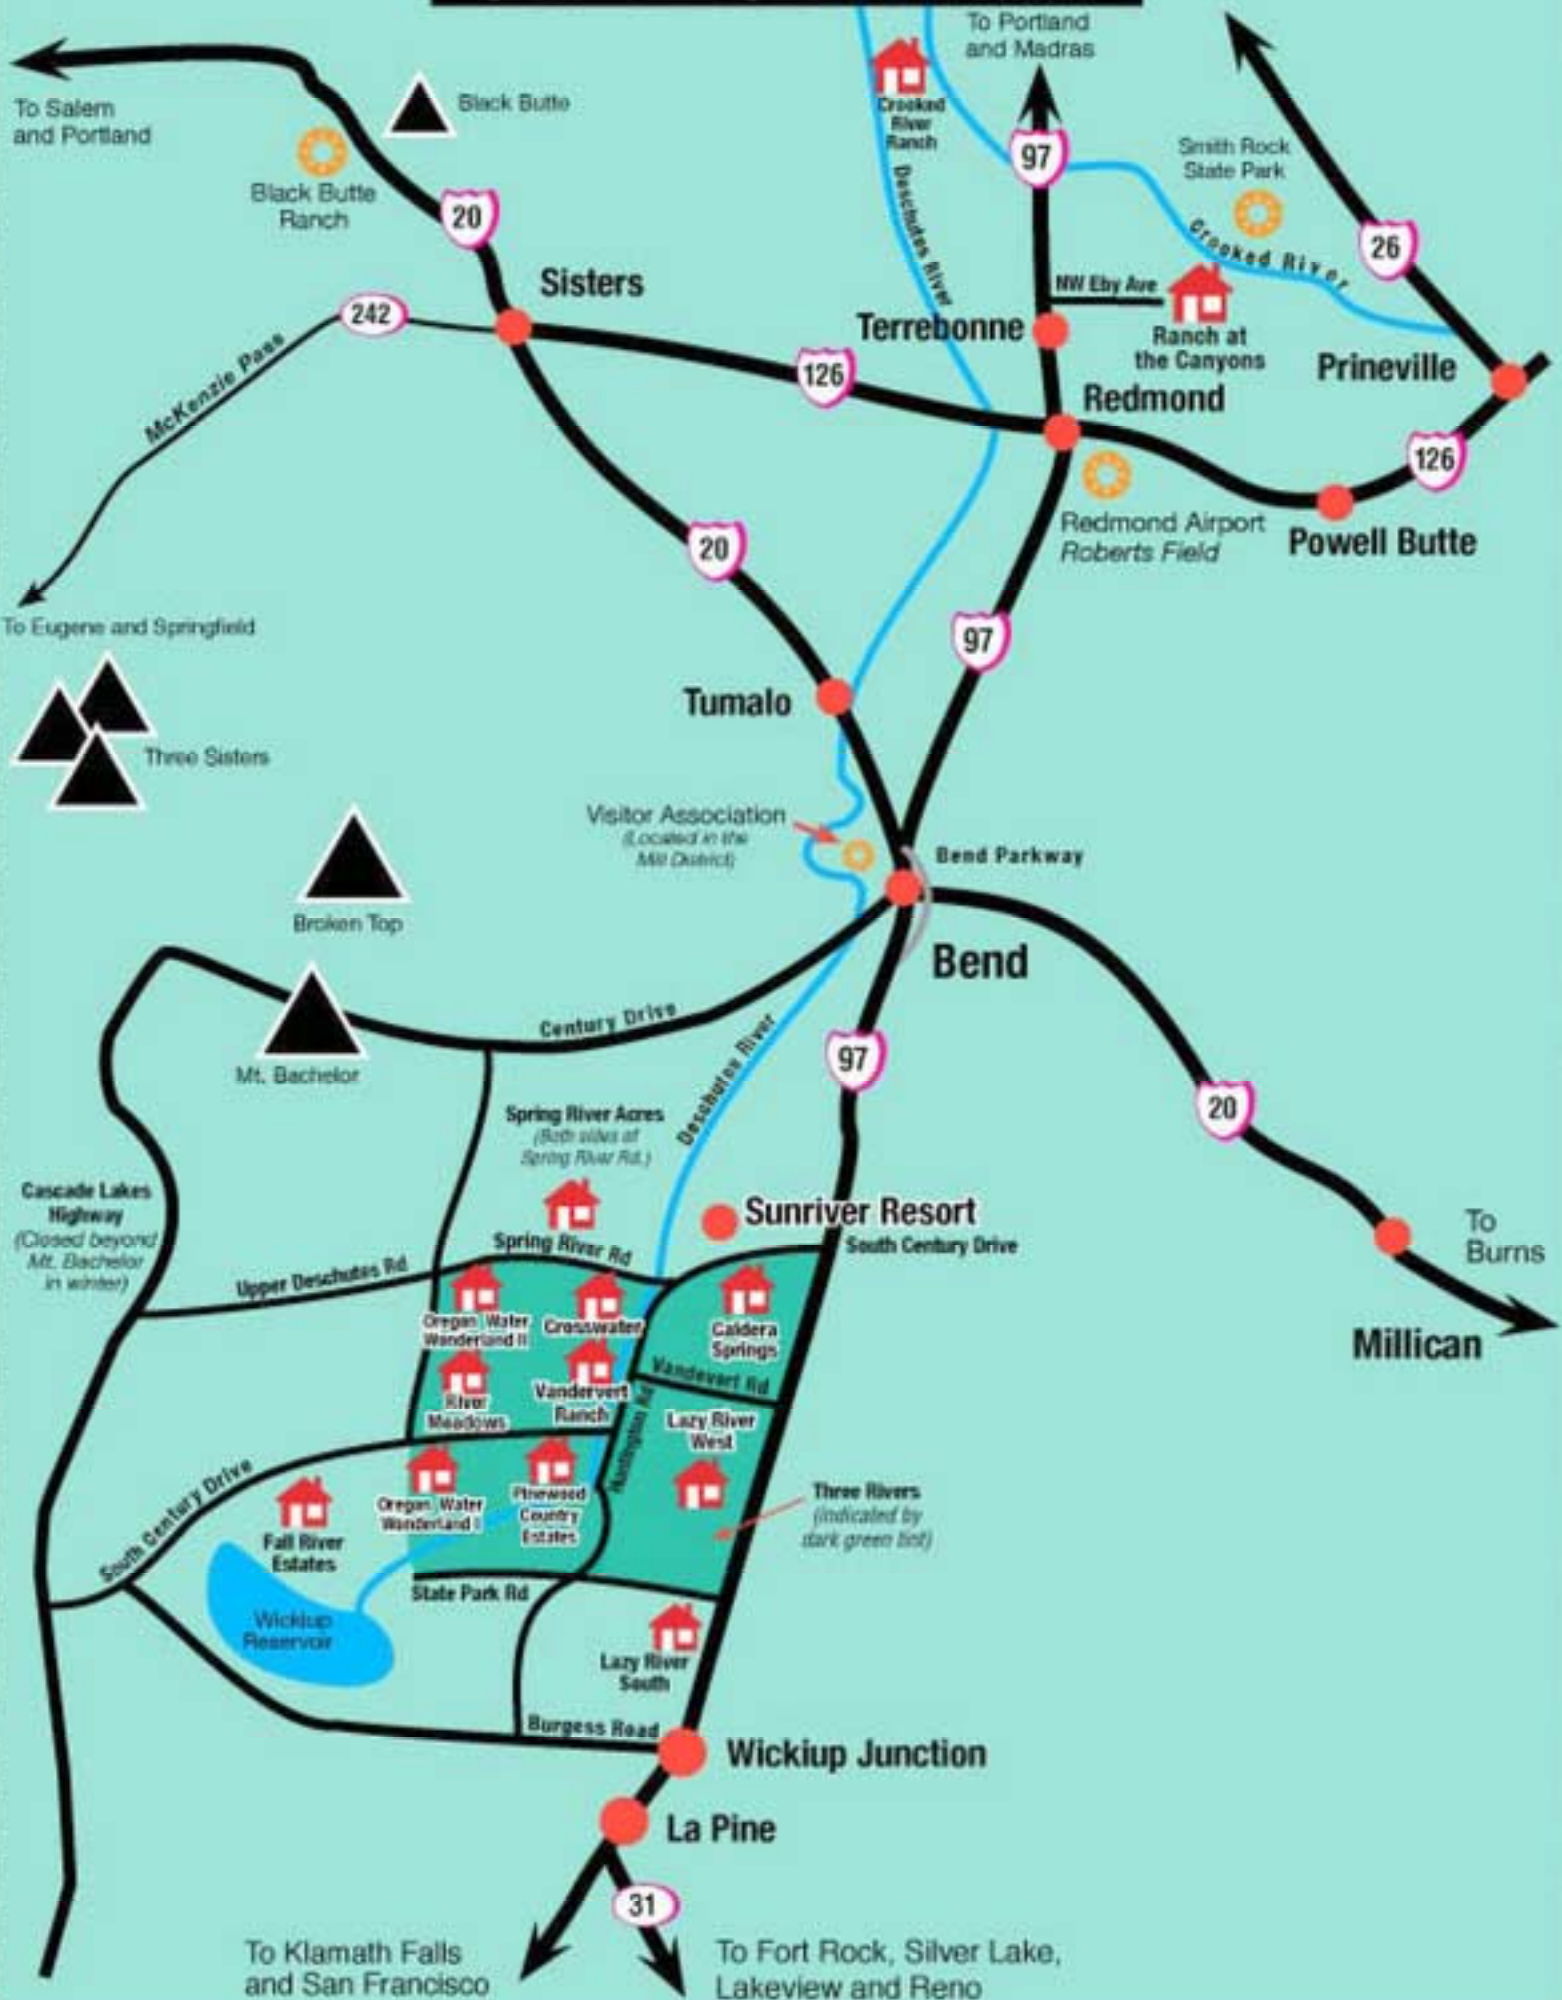 To Portland
and Madras
To Salem
and Portland
Black Butte
Black Butte
Ranch
20
Crooked
River
Ranch
97
Smith Rock
State Park
26
Crooked River
Deschutes River
NW Eby Ave
Ranch at
the Canyons
Sisters
242
McKenzie Pass
126
Terrebonne
Redmond
Prineville
126
Powell Butte
Redmond Airport
Roberts Field
20
97
To Eugene and Springfield
Three Sisters
Tumalo
Visitor Association
(Located in the
Mill District)
Bend Parkway
Bend
Broken Top
Mt. Bachelor
Century Drive
Deschutes River
97
20
Spring River Acres
(Both sides of
Spring River Rd.)
Cascade Lakes
Highway
(Closed beyond
Mt. Bachelor
in winter)
Sunriver Resort
South Century Drive
To
Burns
Millican
Spring River Rd
Upper Deschutes Rd
Oregon Water
Wonderland II
Crosswater
Caldera
Springs
Vandevert Rd
River
Meadows
Vandervert
Ranch
Huntington Rd
Lazy River
West
South Century Drive
Oregon Water
Wonderland I
Pinewood
Country
Estates
Three Rivers
(indicated by
dark green tint)
Fall River
Estates
State Park Rd
Wickiup
Reservoir
Lazy River
South
Burgess Road
Wickiup Junction
La Pine
31
To Klamath Falls
and San Francisco
To Fort Rock, Silver Lake,
Lakeview and Reno